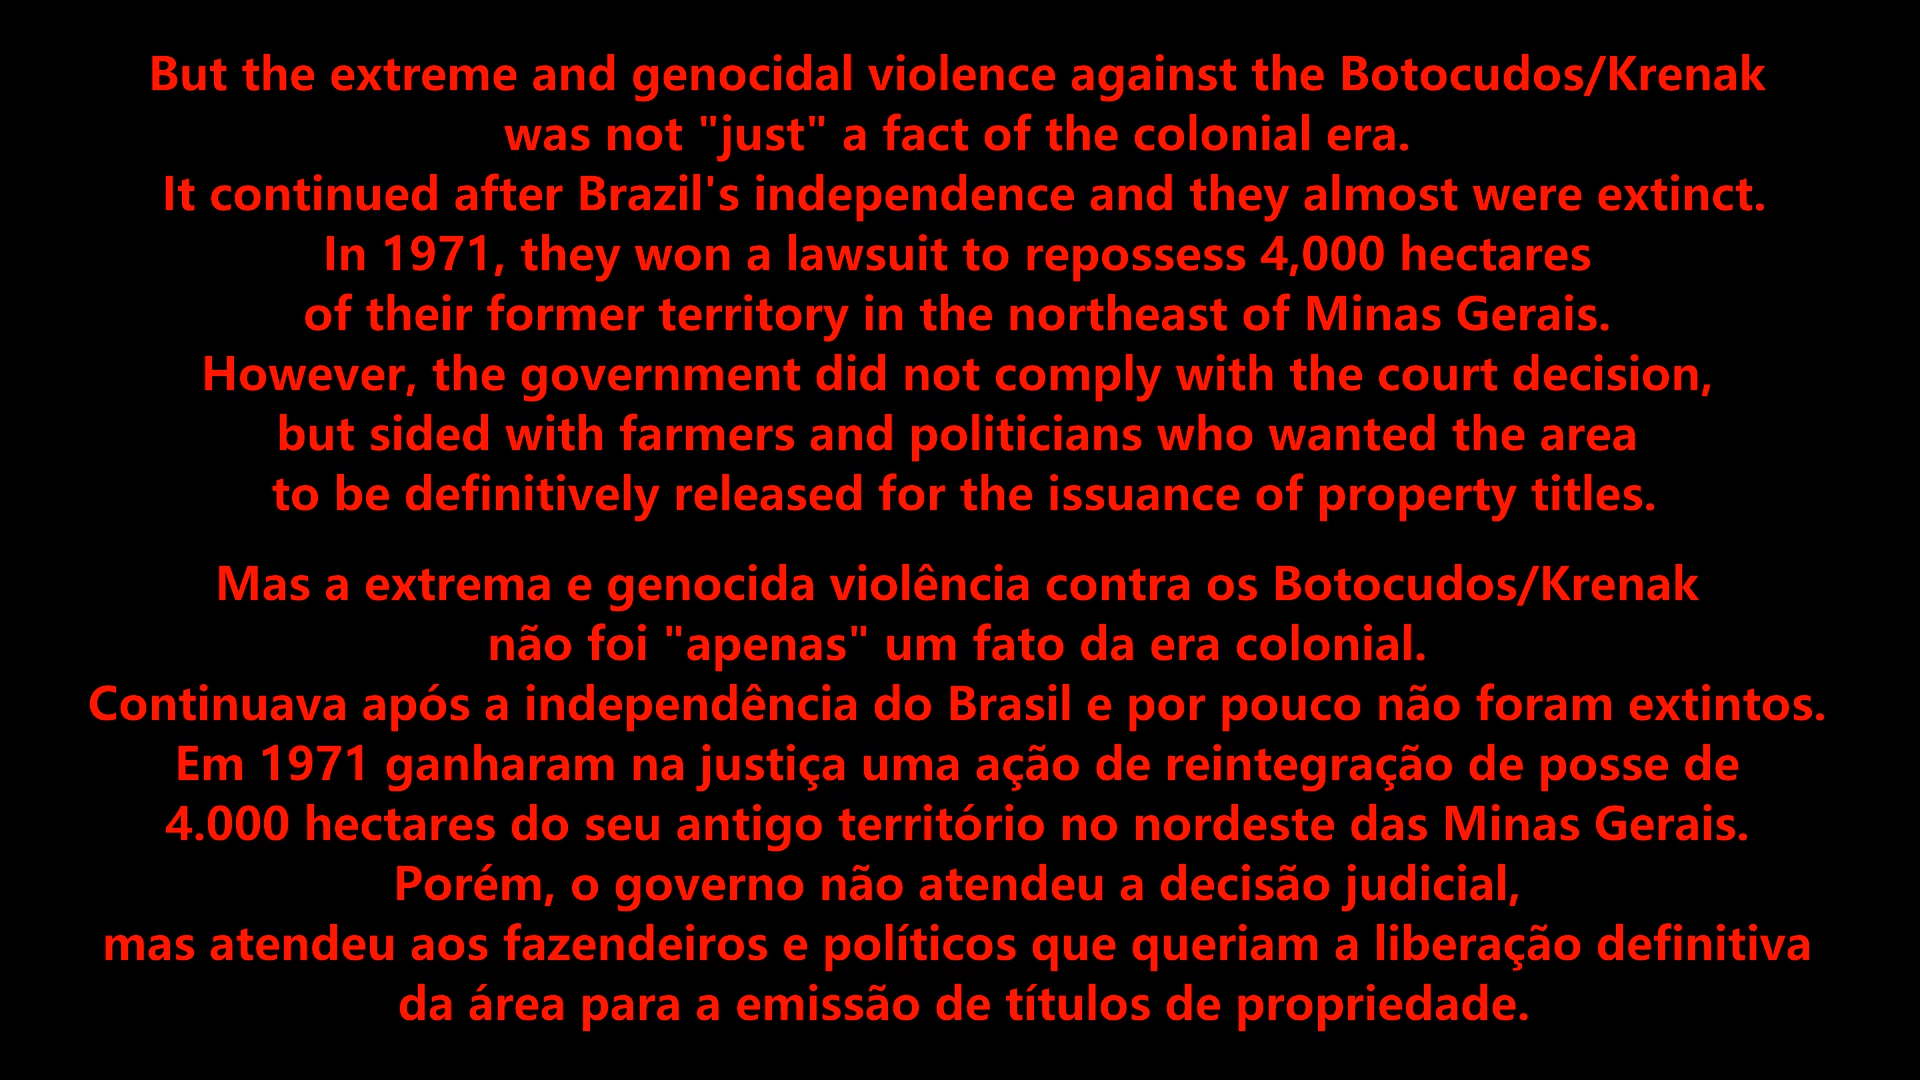 But the extreme and genocidal violence against the Botocudos/Krenak
was not "just" a fact of the colonial era.
It continued after Brazil's independence and they almost were extinct.
In 1971, they won a lawsuit to repossess 4,000 hectares
of their former territory in the northeast of Minas Gerais.
However, the government did not comply with the court decision,
but sided with farmers and politicians who wanted the area
to be definitively released for the issuance of property titles.
Mas a extrema e genocida violência contra os Botocudos/Krenak
não foi "apenas" um fato da era colonial.
Continuava após a independência do Brasil e por pouco não foram extintos.
Em 1971 ganharam na justiça uma ação de reintegração de posse de
4.000 hectares do seu antigo território no nordeste das Minas Gerais.
Porém, o governo não atendeu a decisão judicial,
mas atendeu aos fazendeiros e políticos que queriam a liberação definitiva
da área para a emissão de títulos de propriedade.